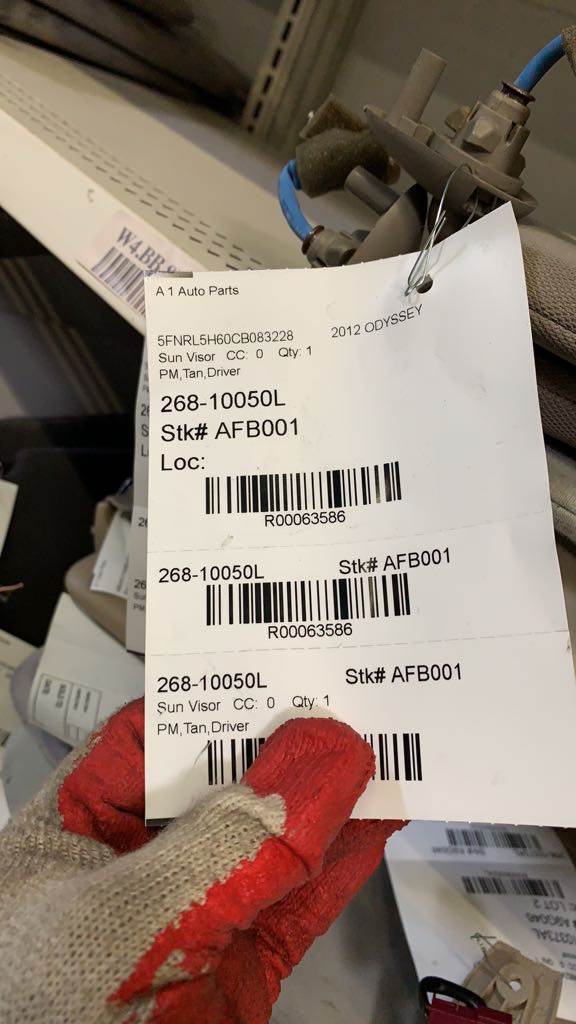 A 1 Auto Parts
5FNRL5H60CB083228 2012 ODYSSEY
Sun Visor CC: 0 Qty: 1
PM,Tan,Driver
268-10050L
Stk# AFB001
Loc:
R00063586
268-10050L Stk# AFB001
R00063586
268-10050L Stk# AFB001
Sun Visor CC: 0 Qty: 1
PM,Tan,Driver
W4.BB